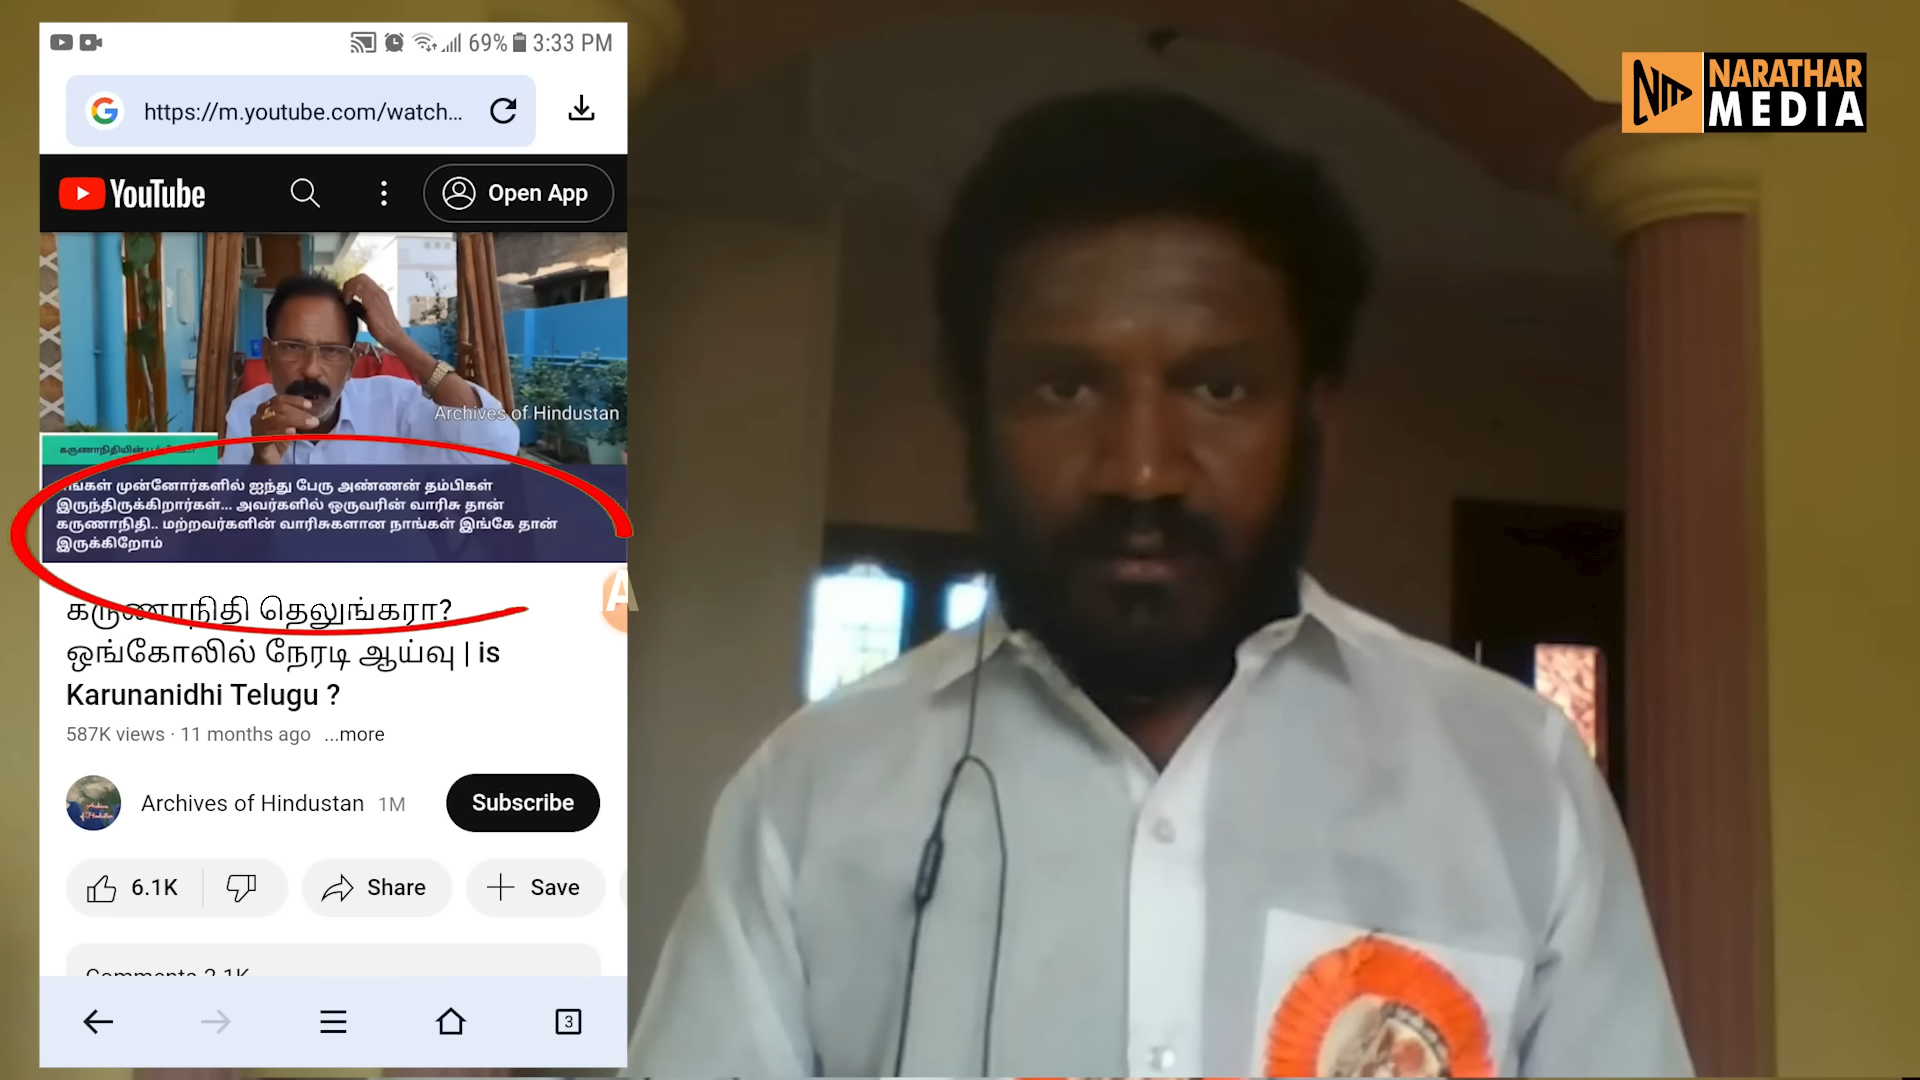 69% 3:33 PM
https://m.youtube.com/watch...
YouTube
Open App
Archives of Hindustan
கருணாநிதியின்
முன்னோர்களில் ஐந்து பேரு அண்ணன் தம்பிகள்
இருந்திருக்கிறார்கள்... அவர்களில் ஒருவரின் வாரிசு தான்
கருணாநிதி.. மற்றவர்களின் வாரிசுகளான நாங்கள் இங்கே தான்
இருக்கிறோம்
கருணாநிதி தெலுங்கரா?
ஒங்கோலில் நேரடி ஆய்வு | is
Karunanidhi Telugu ?
587K views · 11 months ago ...more
Archives of Hindustan 1M
Subscribe
6.1K
Share
Save
Comments 2.1K
3
A
NARATHAR
MEDIA